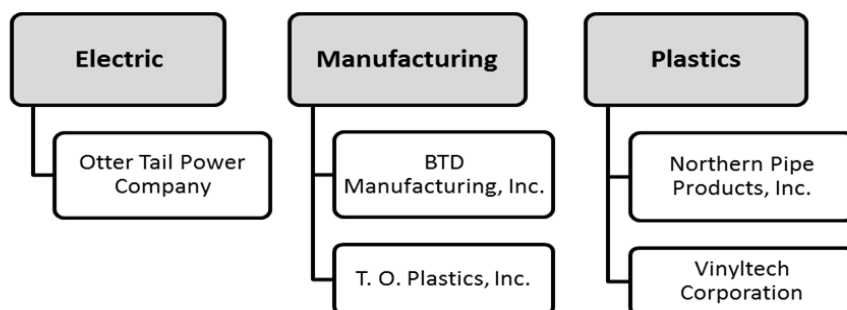 Electric
Manufacturing
Plastics
Otter Tail Power
Company
BTD
Manufacturing, Inc.
Northern Pipe
Products, Inc.
T. O. Plastics, Inc.
Vinyltech
Corporation